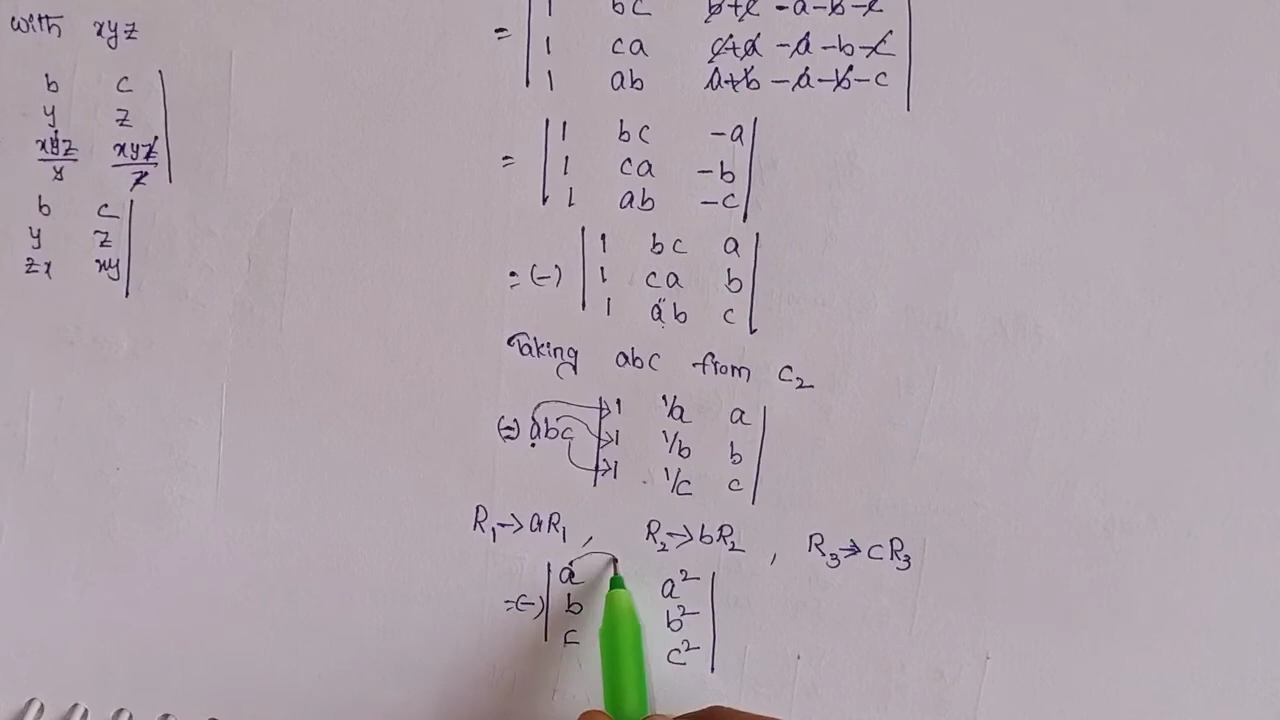 with xyz
b c
y z
xyz/y xyz/z
b c
y z
zx xy
1 bc b+c -a-b-c
= 1 ca c+a -a-b-c
1 ab a+b -a-b-c
1 bc -a
= 1 ca -b
1 ab -c
1 bc a
= (-) 1 ca b
1 ab c
Taking abc from C₂
1 1/a a
(=) abc 1 1/b b
1 1/c c
R₁→aR₁, R₂→bR₂, R₃→cR₃
a a²
=(-) b b²
c c²